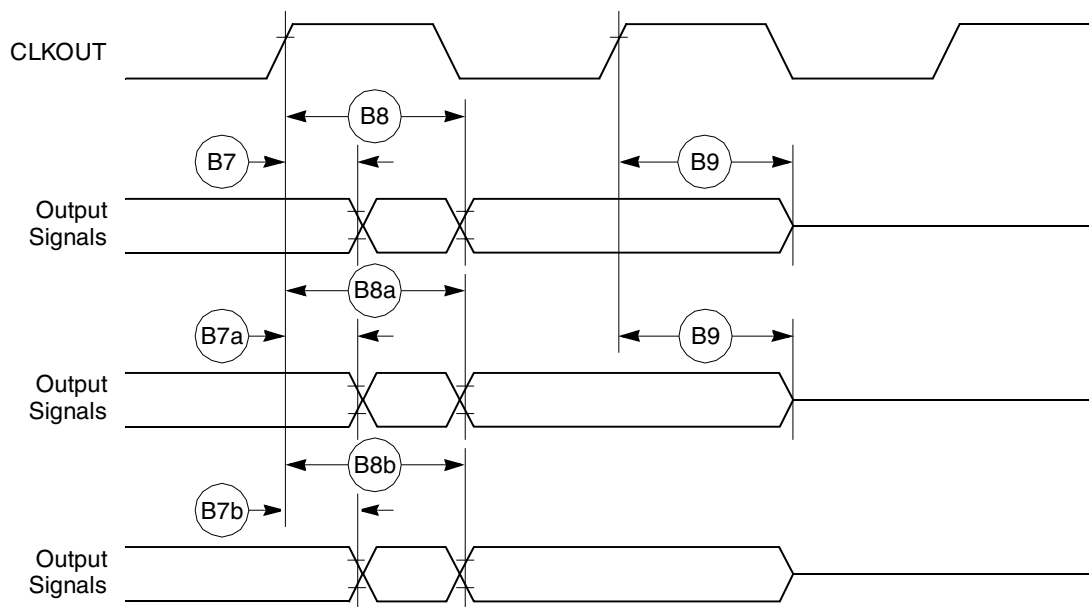 CLKOUT
B8
B7
B9
Output
Signals
B8a
B7a
B9
Output
Signals
B8b
B7b
Output
Signals